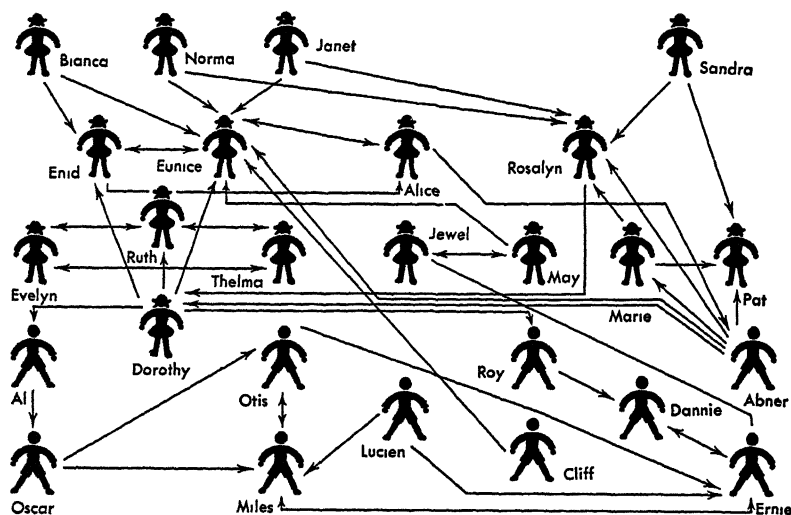 Bianca
Norma
Janet
Sandra
Enid
Eunice
Alice
Rosalyn
Ruth
Jewel
Evelyn
Thelma
May
Marie
Pat
Dorothy
Al
Otis
Roy
Dannie
Abner
Lucien
Cliff
Oscar
Miles
Ernie